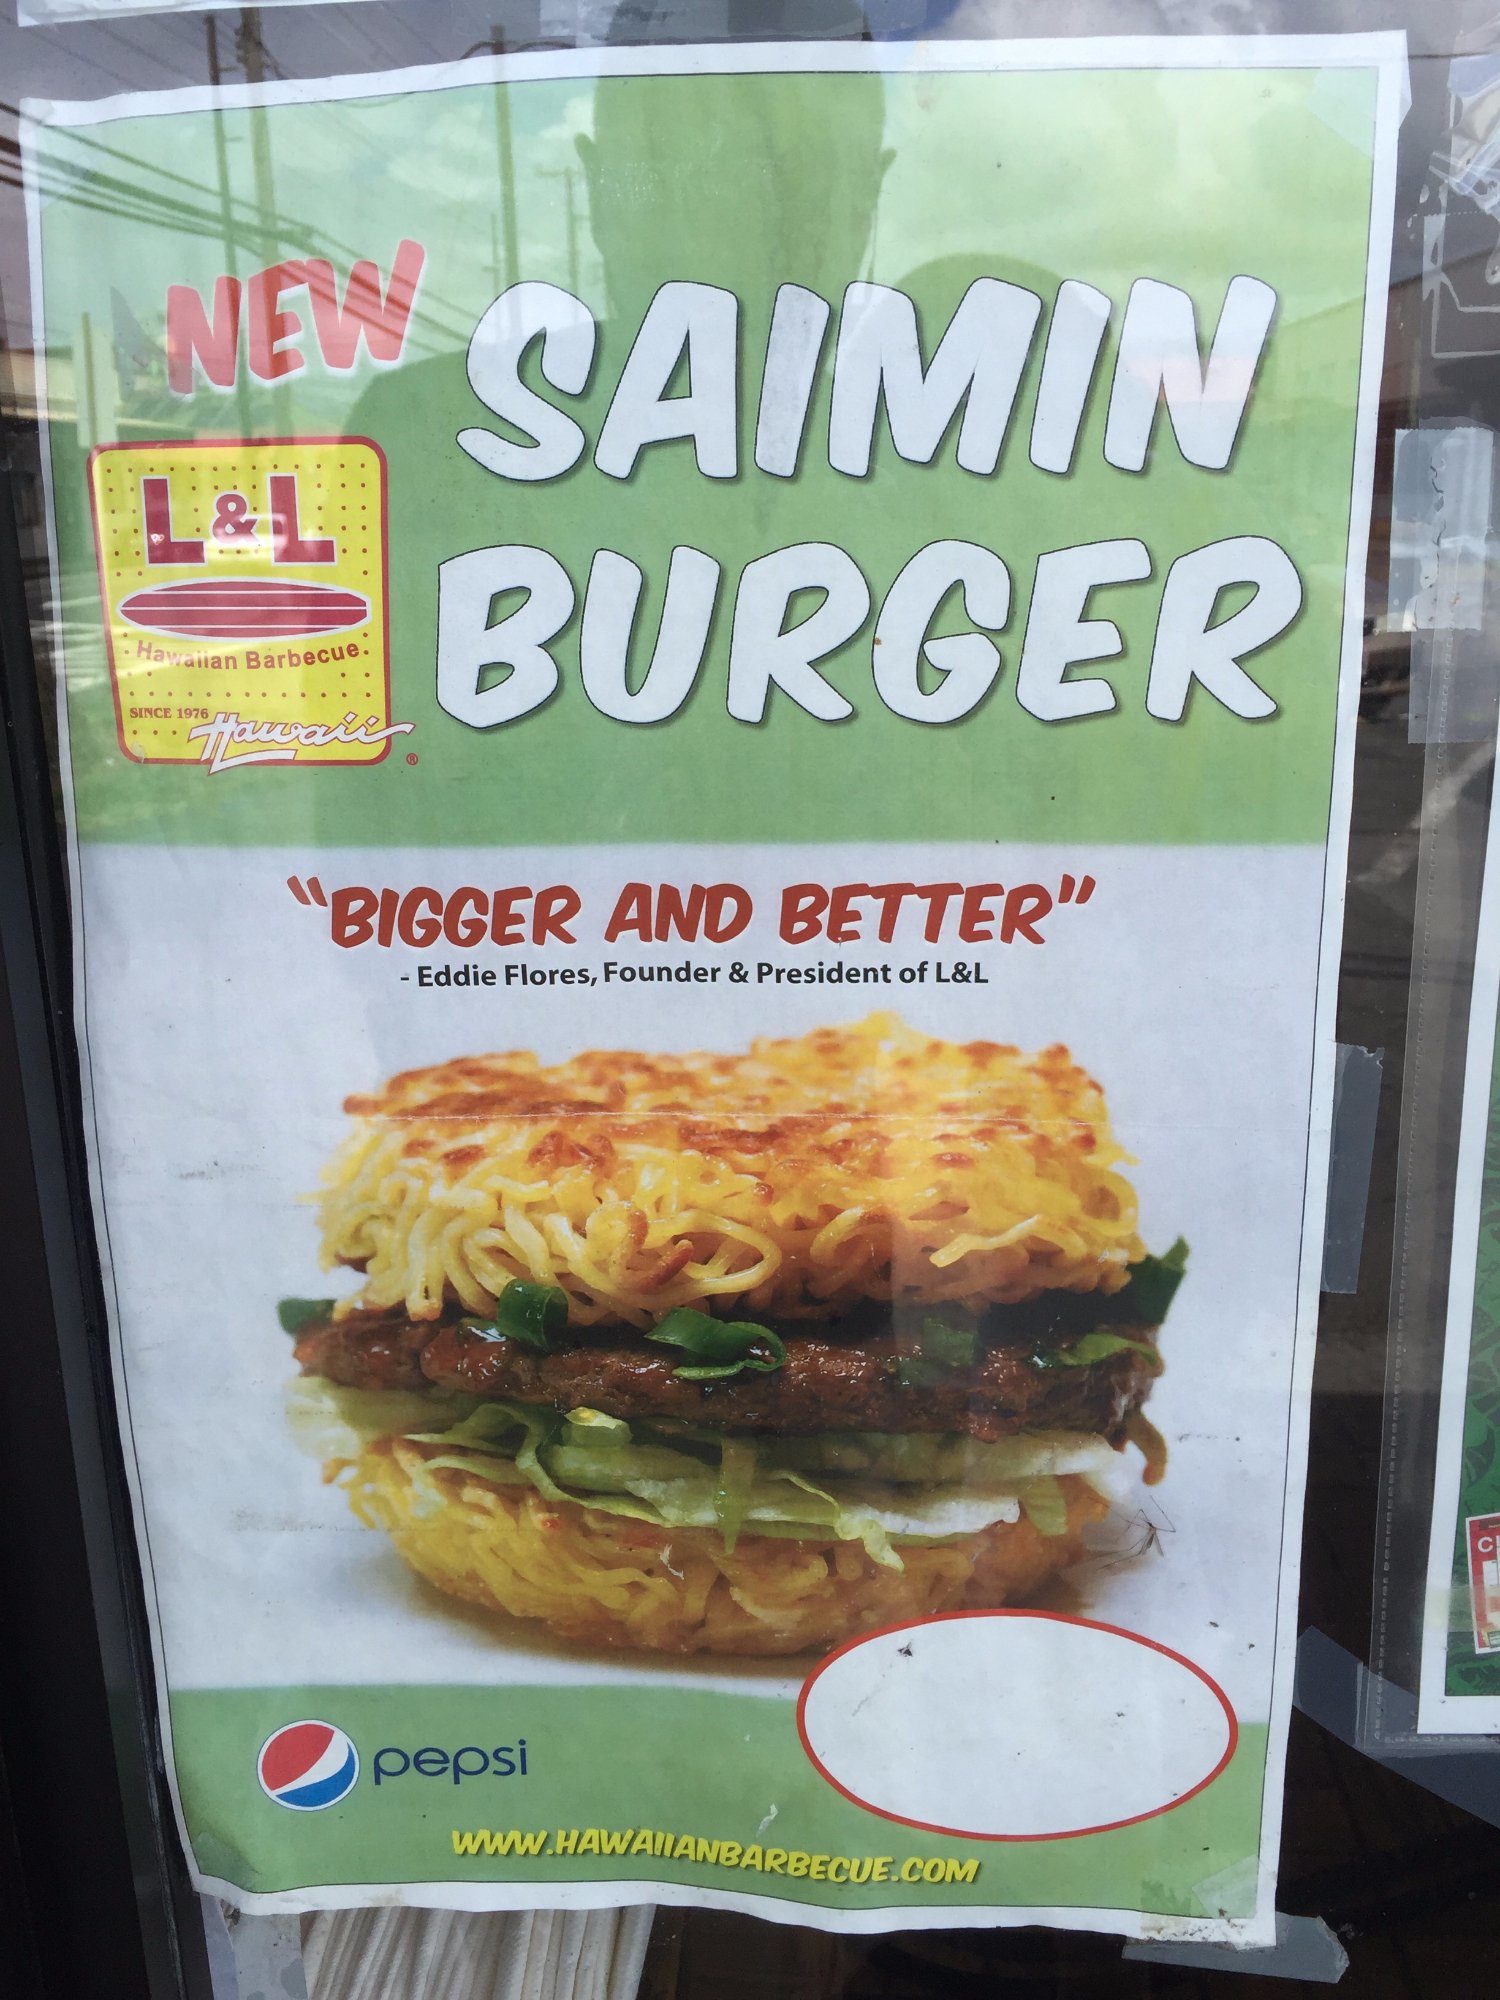 NEW
SAIMIN
BURGER
L&L
Hawaiian Barbecue
SINCE 1976
Hawaii
®
"BIGGER AND BETTER"
- Eddie Flores, Founder & President of L&L
pepsi
WWW.HAWAIIANBARBECUE.COM